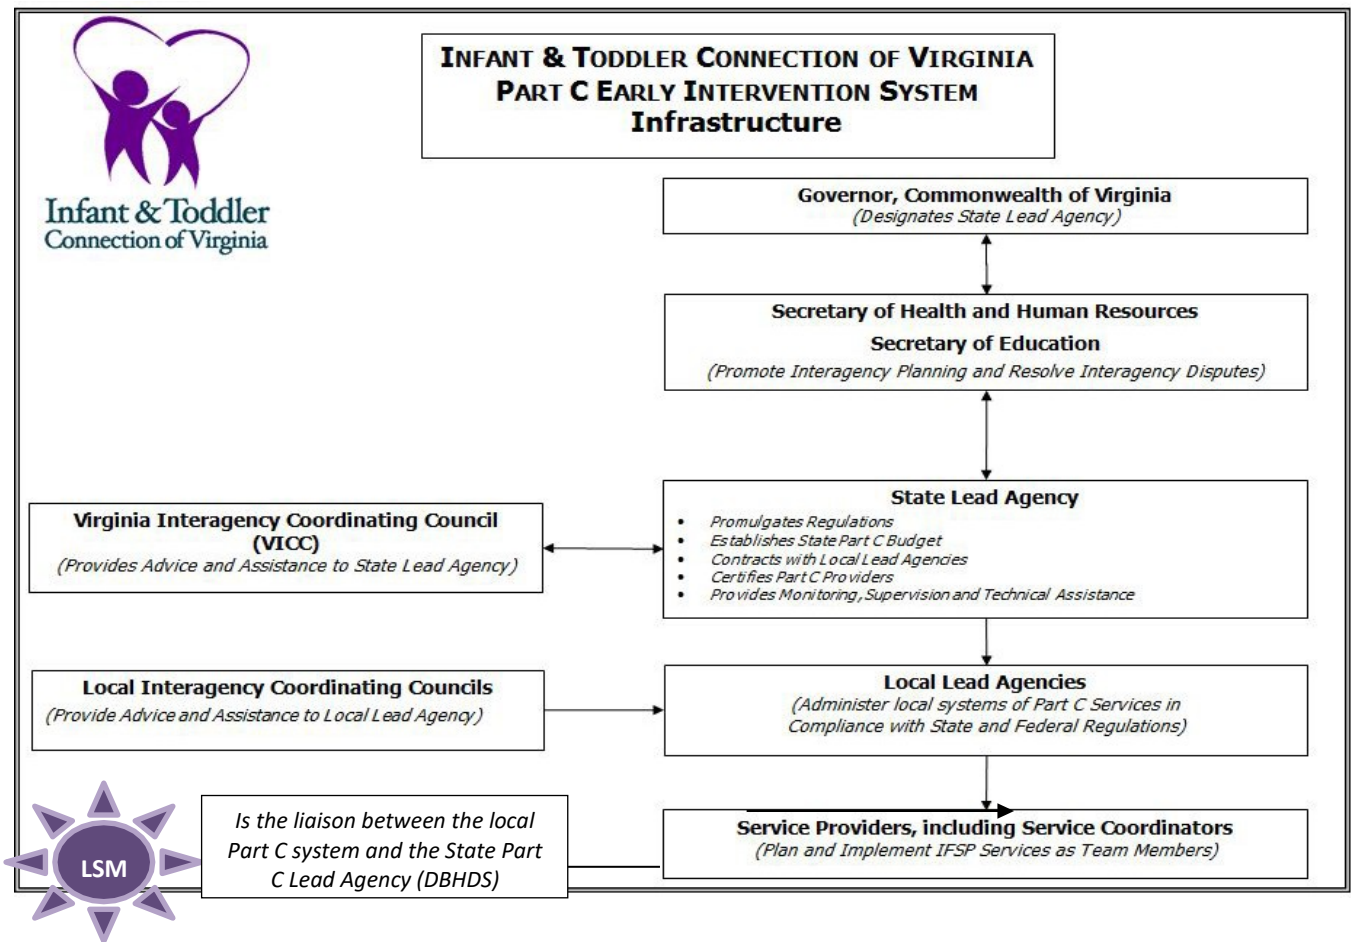 INFANT & TODDLER CONNECTION OF VIRGINIA
PART C EARLY INTERVENTION SYSTEM
Infrastructure
Infant & Toddler
Connection of Virginia
Governor, Commonwealth of Virginia
(Designates State Lead Agency)
Secretary of Health and Human Resources
Secretary of Education
(Promote Interagency Planning and Resolve Interagency Disputes)
Virginia Interagency Coordinating Council
(VICC)
(Provides Advice and Assistance to State Lead Agency)
State Lead Agency
• Promulgates Regulations
• Establishes State Part C Budget
• Contracts with Local Lead Agencies
• Certifies Part C Providers
• Provides Monitoring, Supervision and Technical Assistance
Local Interagency Coordinating Councils
(Provide Advice and Assistance to Local Lead Agency)
Local Lead Agencies
(Administer local systems of Part C Services in
Compliance with State and Federal Regulations)
LSM
Is the liaison between the local
Part C system and the State Part
C Lead Agency (DBHDS)
Service Providers, including Service Coordinators
(Plan and Implement IFSP Services as Team Members)